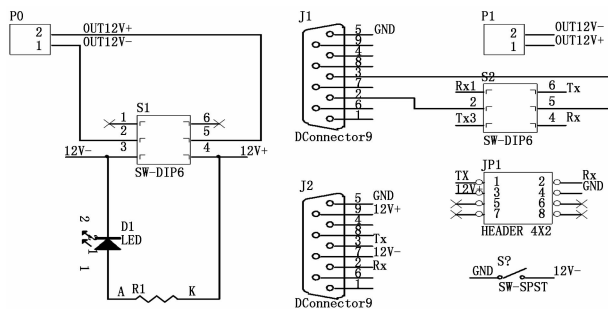 P0
2 OUT12V+
1 OUT12V-
S1
1 6
2 5
3 4
12V- 12V+
SW-DIP6
2
D1
LED
1
1
A R1 K
J1
5 GND
9
4
8
3
7
2
6
1
DConnector9
P1
2 OUT12V-
1 OUT12V+
S2
Rx1 6 Tx
2 5
Tx3 4 Rx
SW-DIP6
JP1
TX 1 2 Rx
12V+ 3 4 GND
5 6
7 8
HEADER 4X2
J2
5 GND
9 12V+
4
8
3 Tx
7 12V-
2 Rx
6
1
DConnector9
S?
GND 12V-
SW-SPST